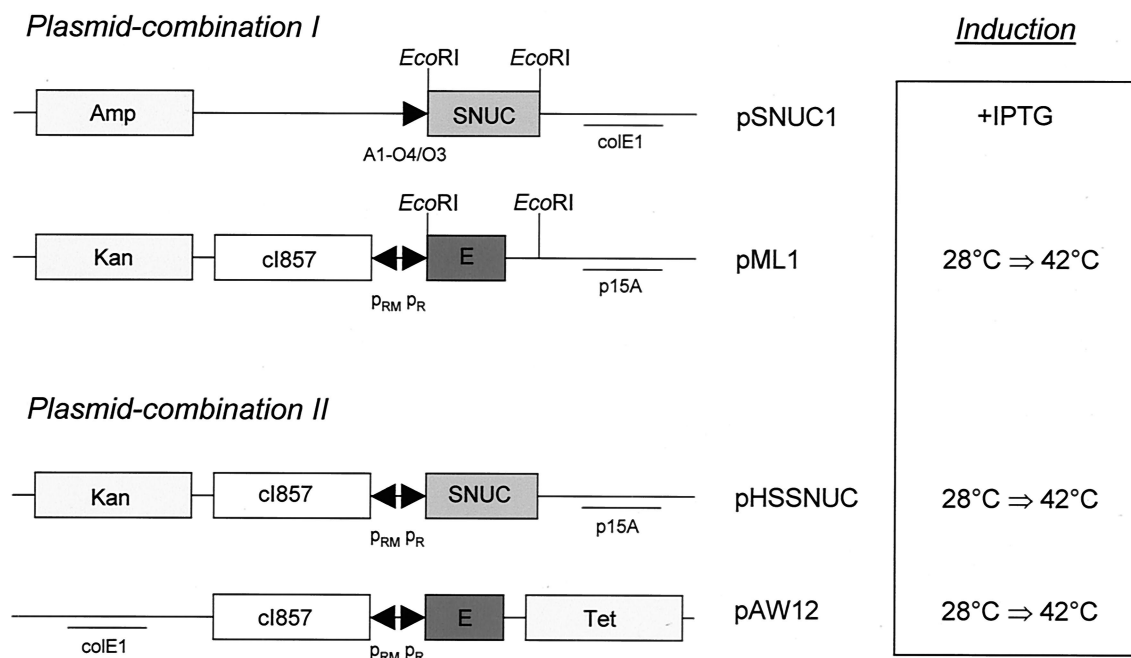 Plasmid-combination I
Induction
EcoRI EcoRI
Amp SNUC pSNUC1 +IPTG
A1-O4/O3 colE1
EcoRI EcoRI
Kan cI857 E pML1 28°C ⇒ 42°C
pRM pR p15A
Plasmid-combination II
Kan cI857 SNUC pHSSNUC 28°C ⇒ 42°C
pRM pR p15A
cI857 E Tet pAW12 28°C ⇒ 42°C
colE1 pRM pR